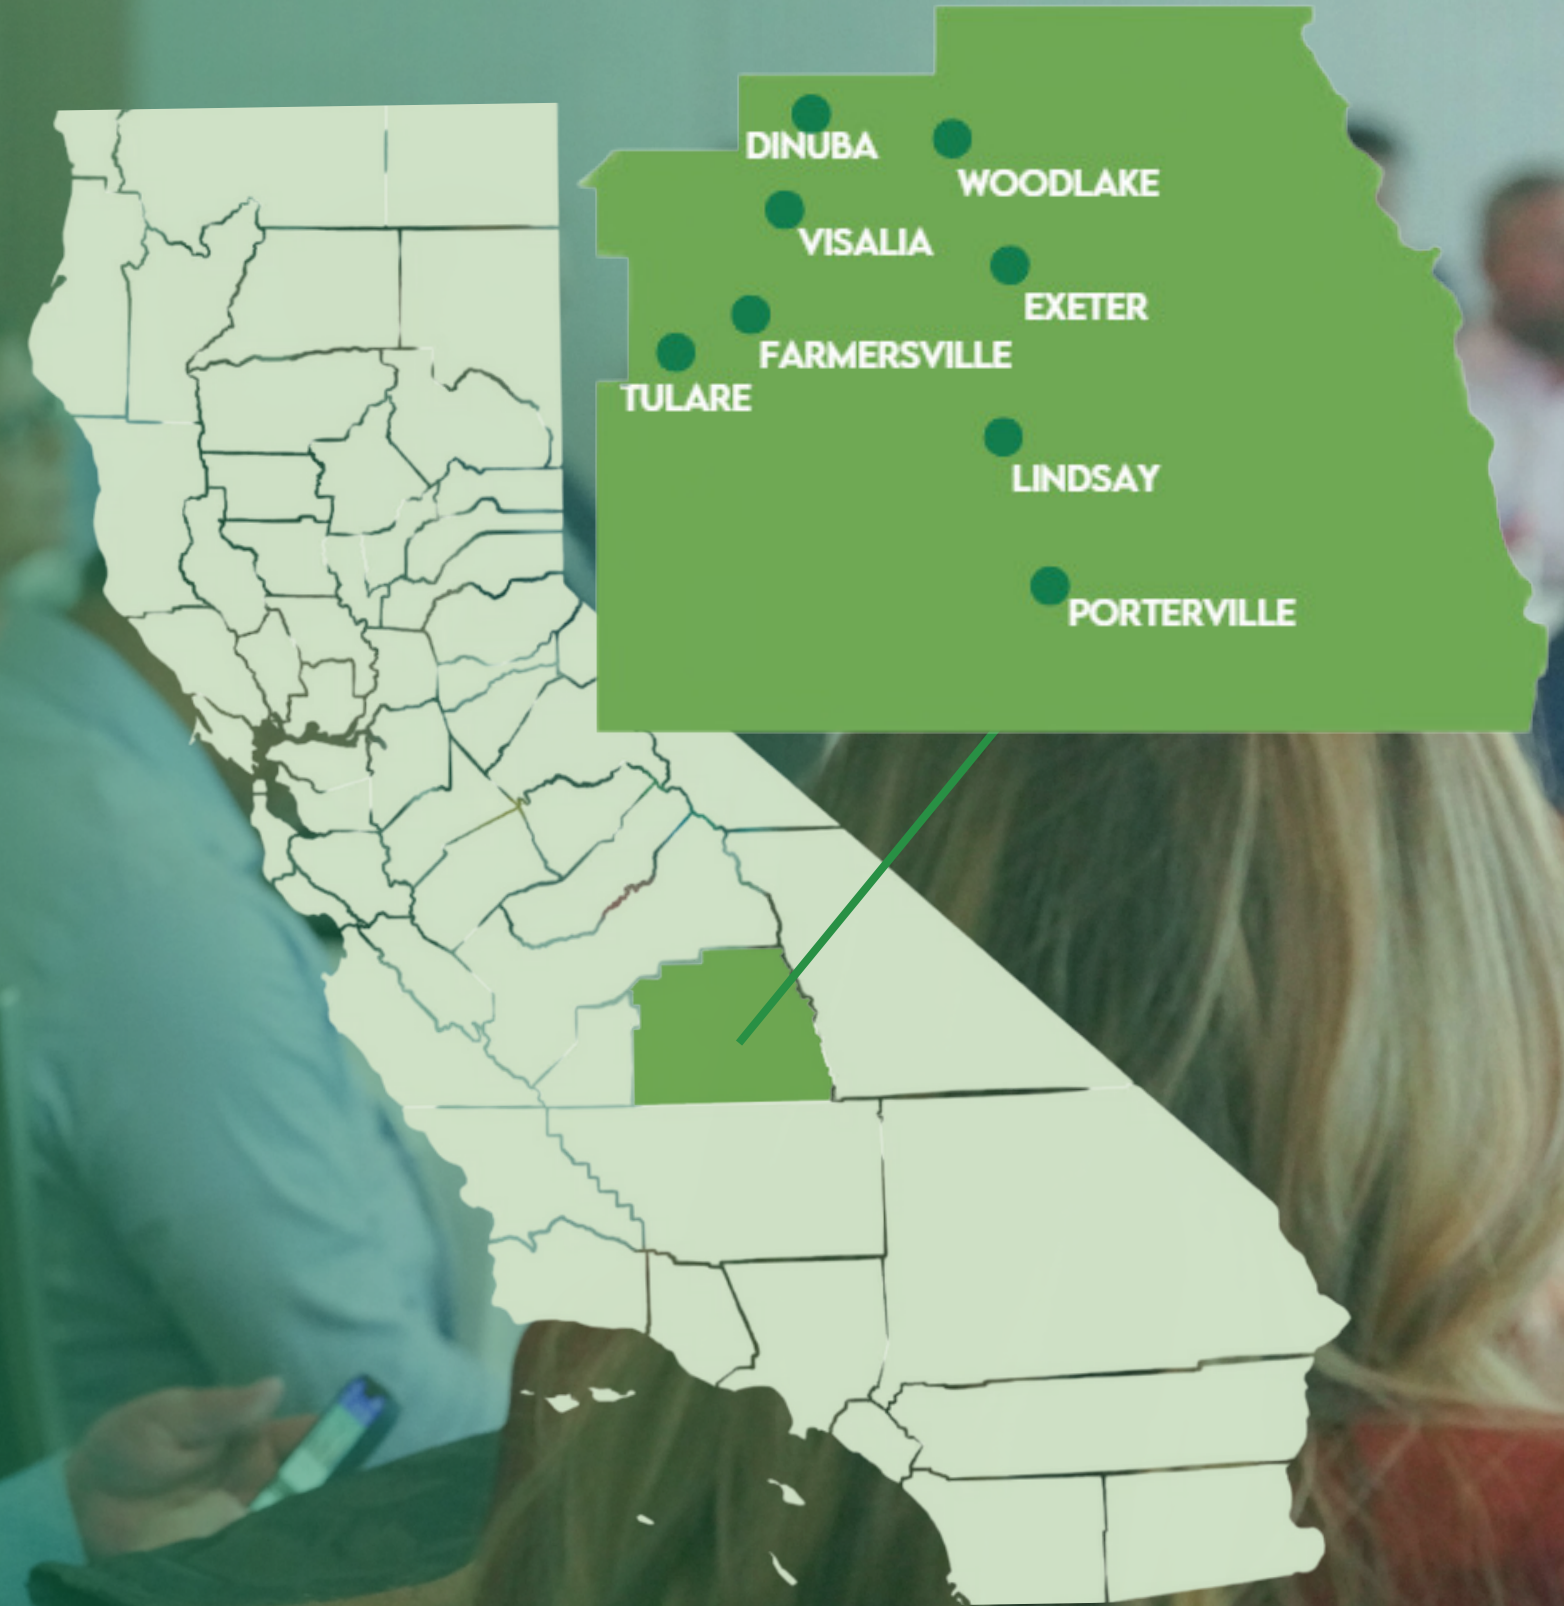 DINUBA
WOODLAKE
VISALIA
EXETER
FARMERSVILLE
TULARE
LINDSAY
PORTERVILLE